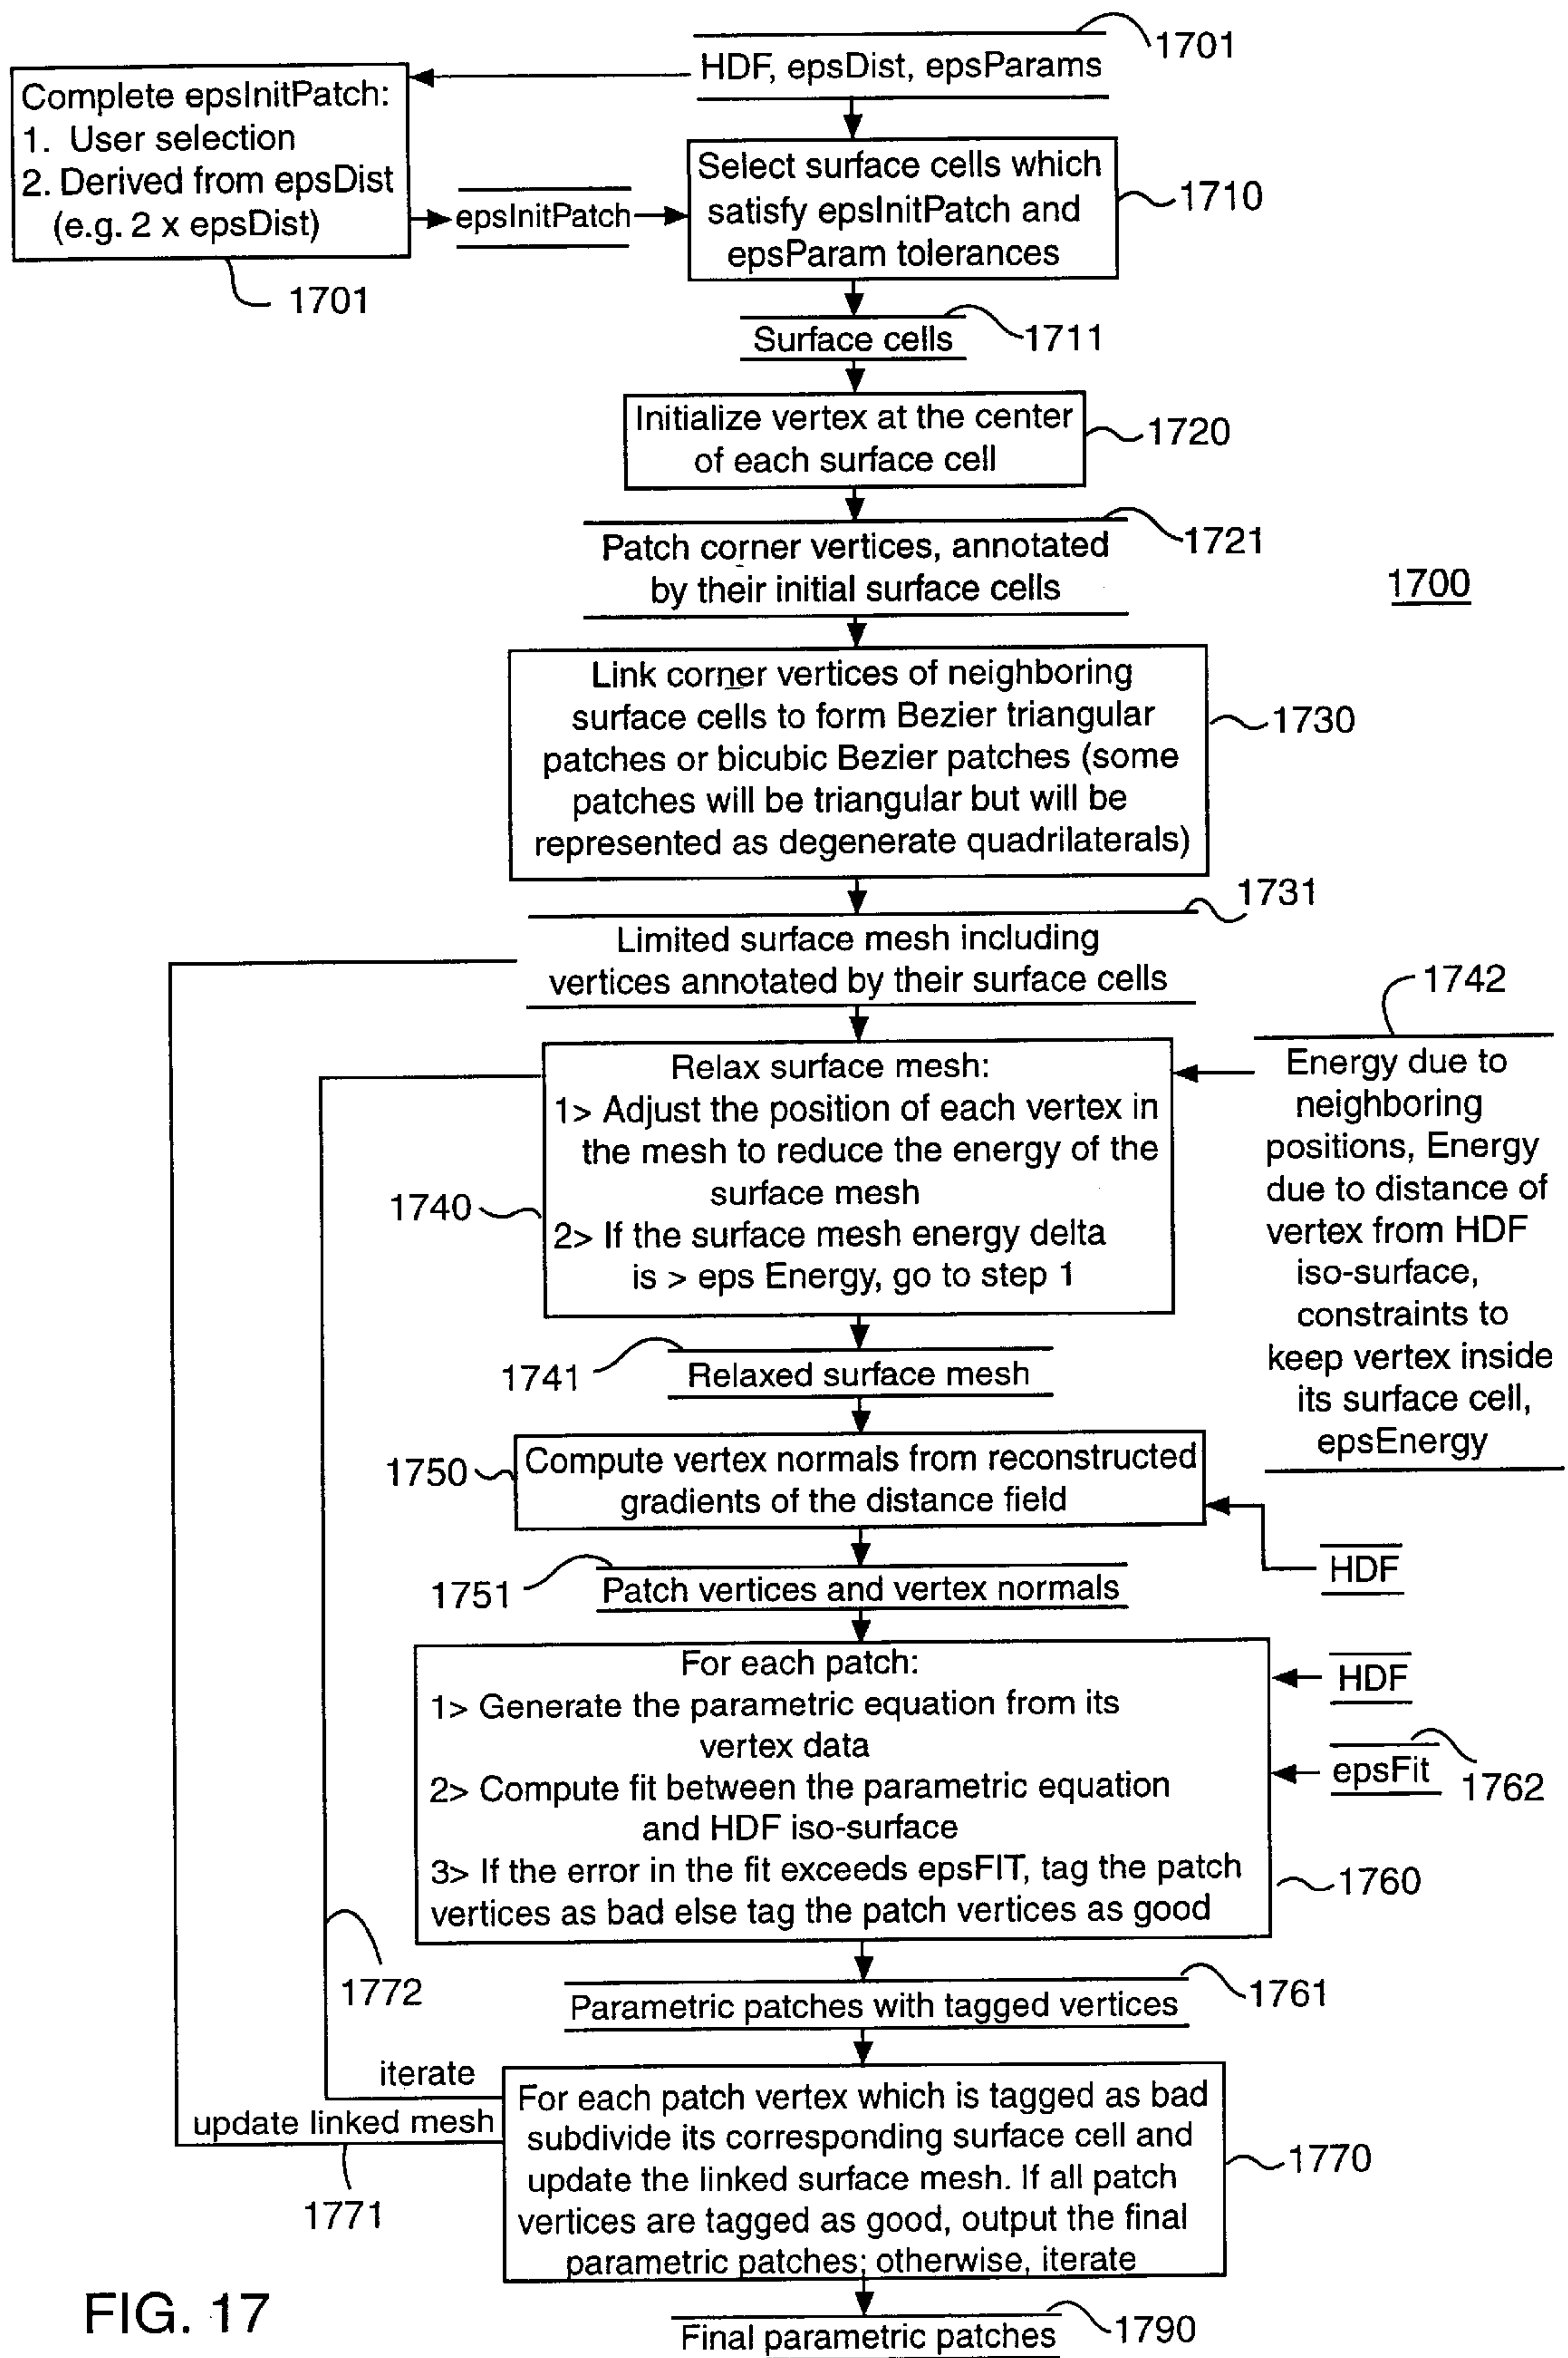 1701
HDF, epsDist, epsParams
Complete epsInitPatch:
1. User selection
2. Derived from epsDist
(e.g. 2 x epsDist)
1701
epsInitPatch
Select surface cells which
satisfy epsInitPatch and
epsParam tolerances
1710
Surface cells
1711
Initialize vertex at the center
of each surface cell
1720
Patch corner vertices, annotated
by their initial surface cells
1721
1700
Link corner vertices of neighboring
surface cells to form Bezier triangular
patches or bicubic Bezier patches (some
patches will be triangular but will be
represented as degenerate quadrilaterals)
1730
1731
Limited surface mesh including
vertices annotated by their surface cells
1742
Energy due to
neighboring
positions, Energy
due to distance of
vertex from HDF
iso-surface,
constraints to
keep vertex inside
its surface cell,
epsEnergy
Relax surface mesh:
1> Adjust the position of each vertex in
the mesh to reduce the energy of the
surface mesh
2> If the surface mesh energy delta
is > eps Energy, go to step 1
1740
1741
Relaxed surface mesh
1750
Compute vertex normals from reconstructed
gradients of the distance field
HDF
1751
Patch vertices and vertex normals
For each patch:
1> Generate the parametric equation from its
vertex data
2> Compute fit between the parametric equation
and HDF iso-surface
3> If the error in the fit exceeds epsFIT, tag the patch
vertices as bad else tag the patch vertices as good
HDF
epsFit
1762
1760
1772
1761
Parametric patches with tagged vertices
iterate
update linked mesh
1771
For each patch vertex which is tagged as bad
subdivide its corresponding surface cell and
update the linked surface mesh. If all patch
vertices are tagged as good, output the final
parametric patches; otherwise, iterate
1770
FIG. 17
Final parametric patches
1790